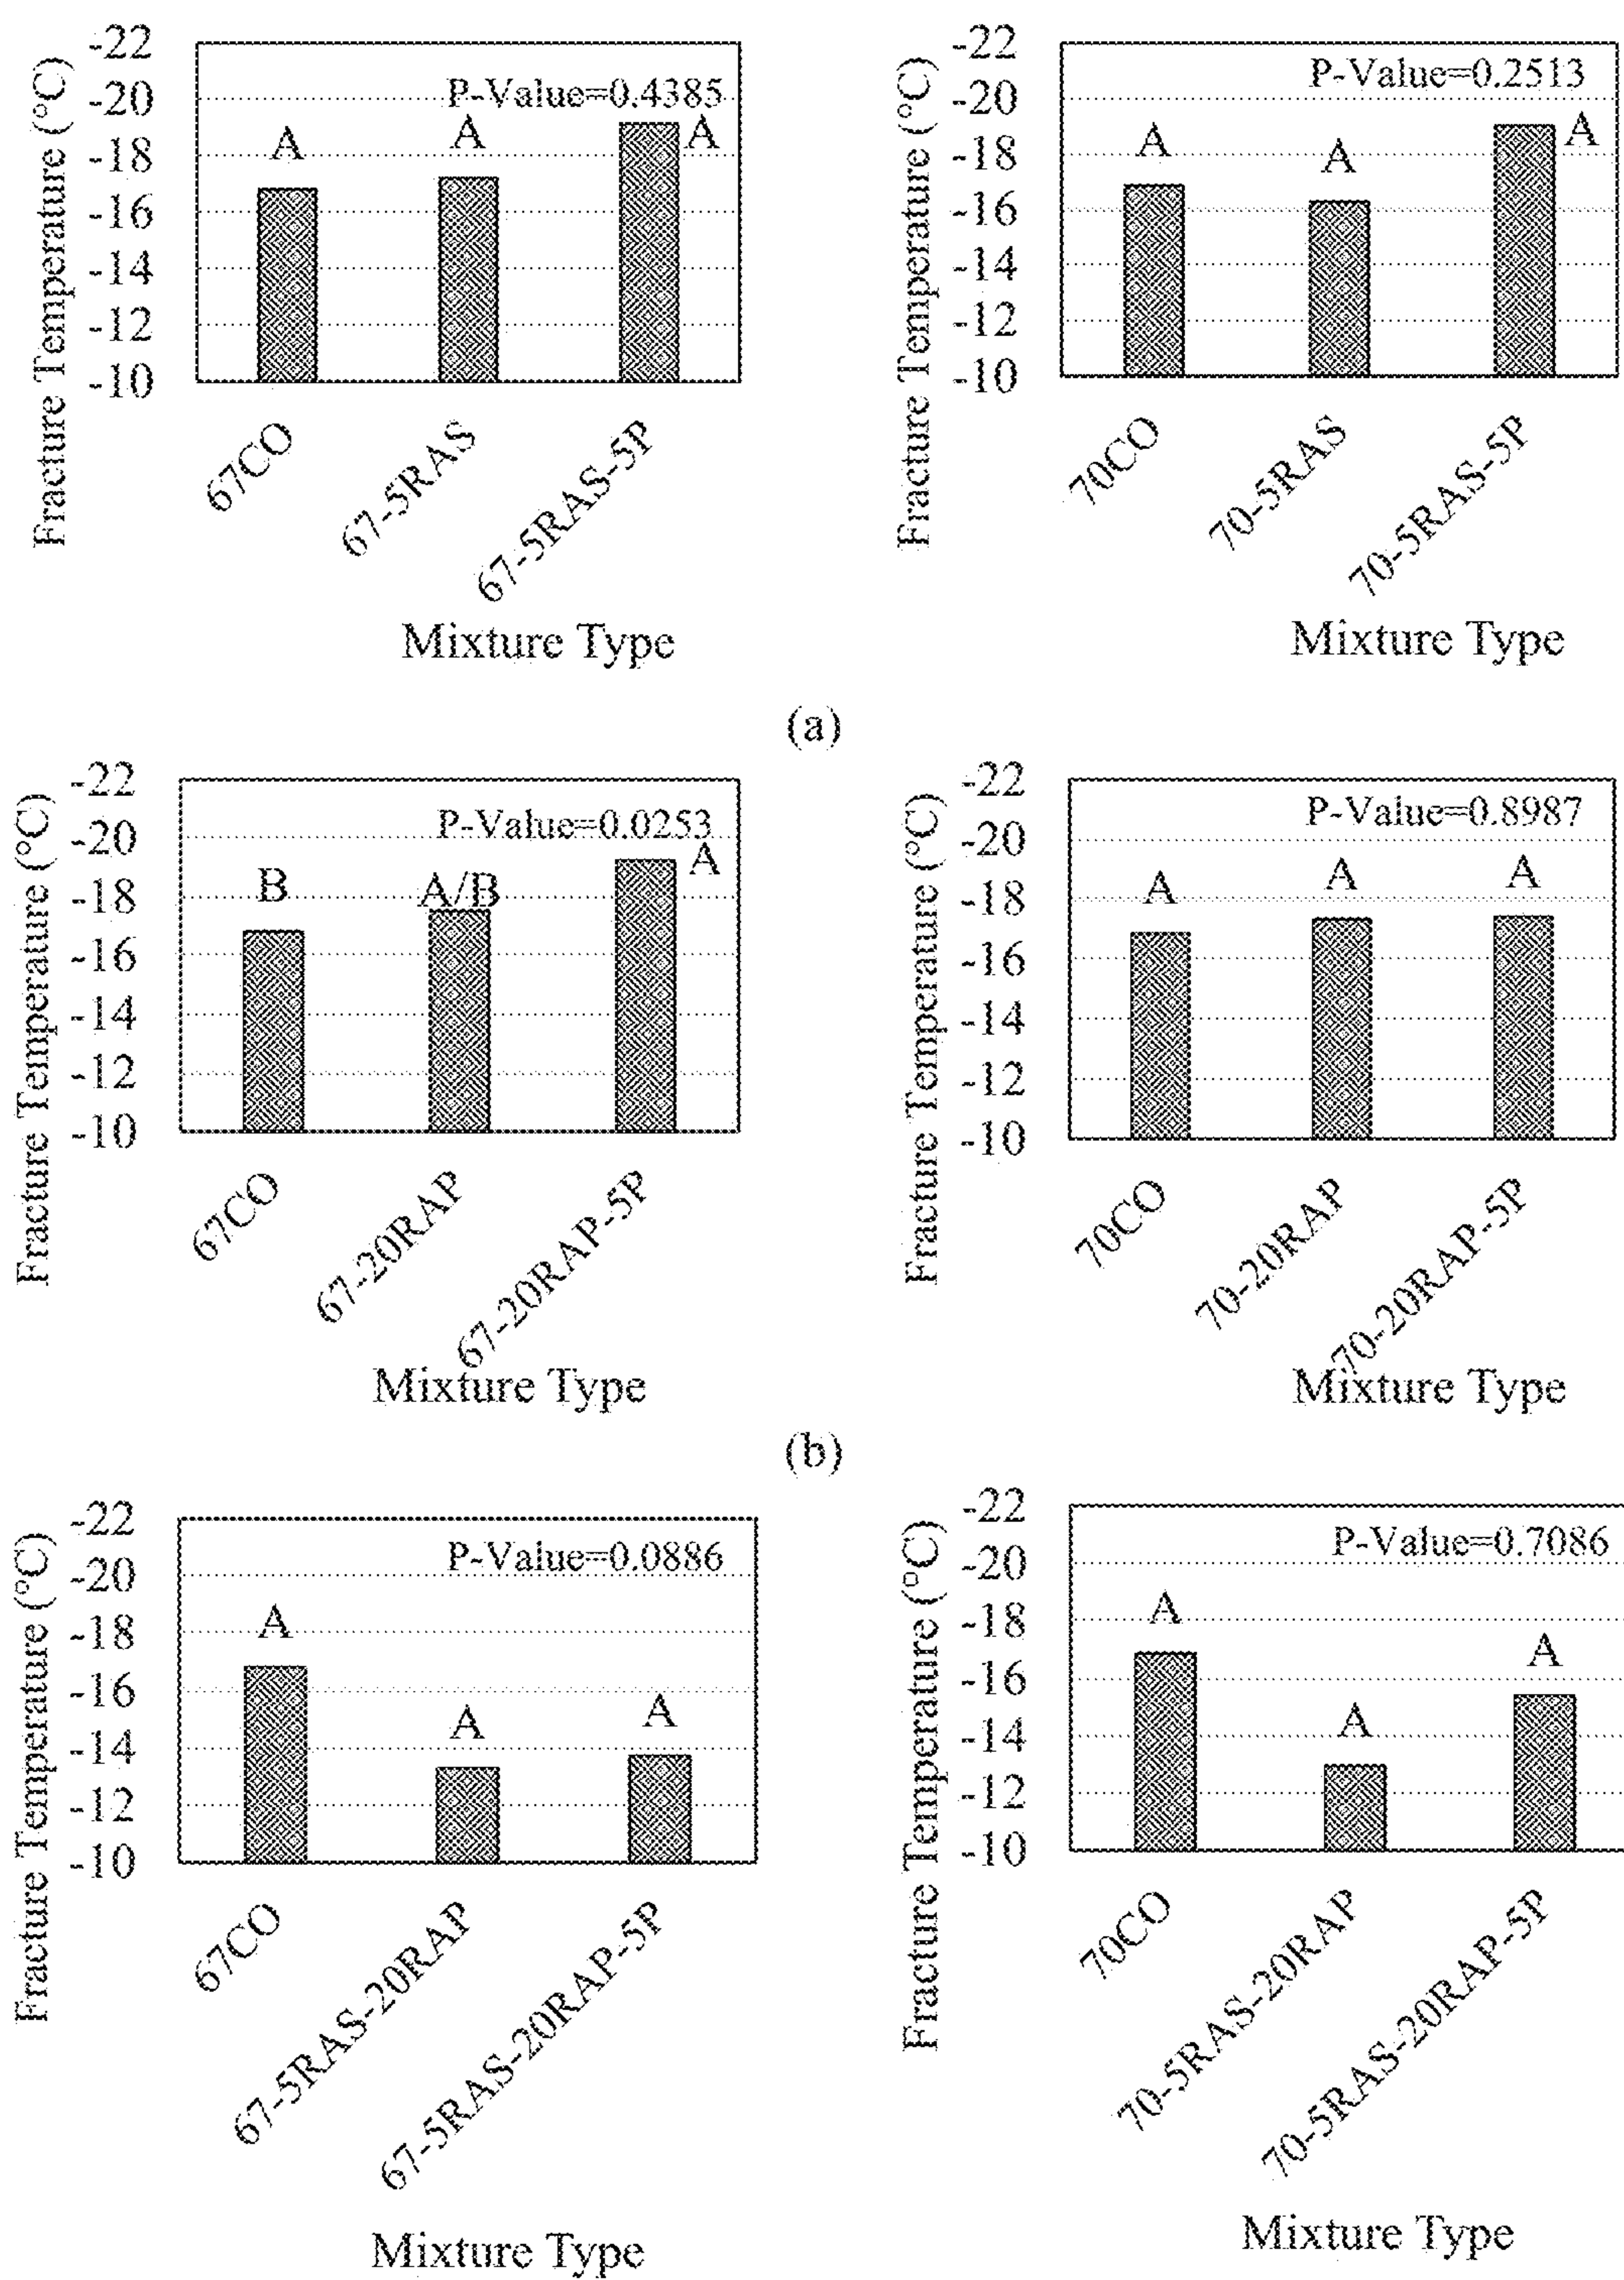 Fracture Temperature (°C)
-22
-20
-18
-16
-14
-12
-10
P-Value=0.4385
A
A
A
67CO
67-5RAS
67-5RAS-5P
Mixture Type
Fracture Temperature (°C)
-22
-20
-18
-16
-14
-12
-10
P-Value=0.2513
A
A
A
70CO
70-5RAS
70-5RAS-5P
Mixture Type
(a)
Fracture Temperature (°C)
-22
-20
-18
-16
-14
-12
-10
P-Value=0.0253
B
A/B
A
67CO
67-20RAP
67-20RAP-5P
Mixture Type
Fracture Temperature (°C)
-22
-20
-18
-16
-14
-12
-10
P-Value=0.8987
A
A
A
70CO
70-20RAP
70-20RAP-5P
Mixture Type
(b)
Fracture Temperature (°C)
-22
-20
-18
-16
-14
-12
-10
P-Value=0.0886
A
A
A
67CO
67-5RAS-20RAP
67-5RAS-20RAP-5P
Mixture Type
Fracture Temperature (°C)
-22
-20
-18
-16
-14
-12
-10
P-Value=0.7086
A
A
A
70CO
70-5RAS-20RAP
70-5RAS-20RAP-5P
Mixture Type